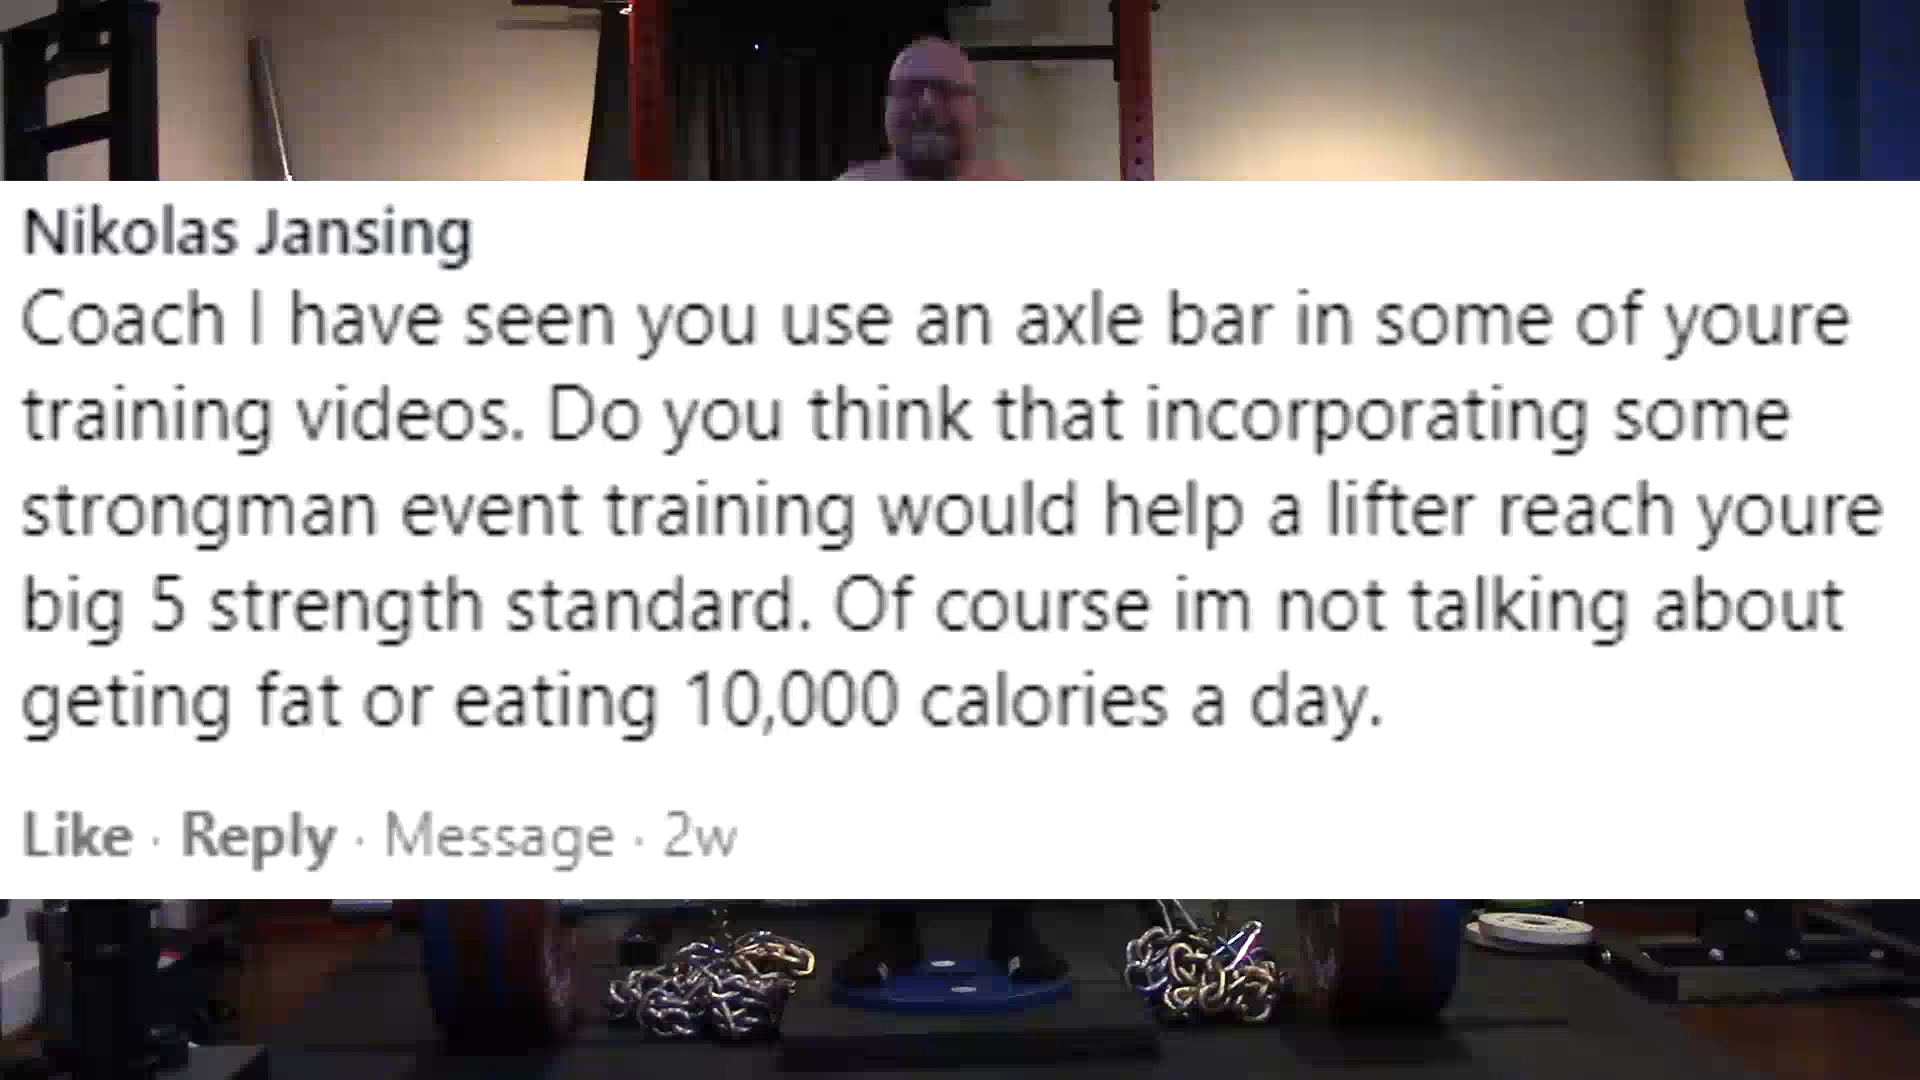 Nikolas Jansing
Coach I have seen you use an axle bar in some of youre
training videos. Do you think that incorporating some
strongman event training would help a lifter reach youre
big 5 strength standard. Of course im not talking about
geting fat or eating 10,000 calories a day.
Like · Reply · Message · 2w